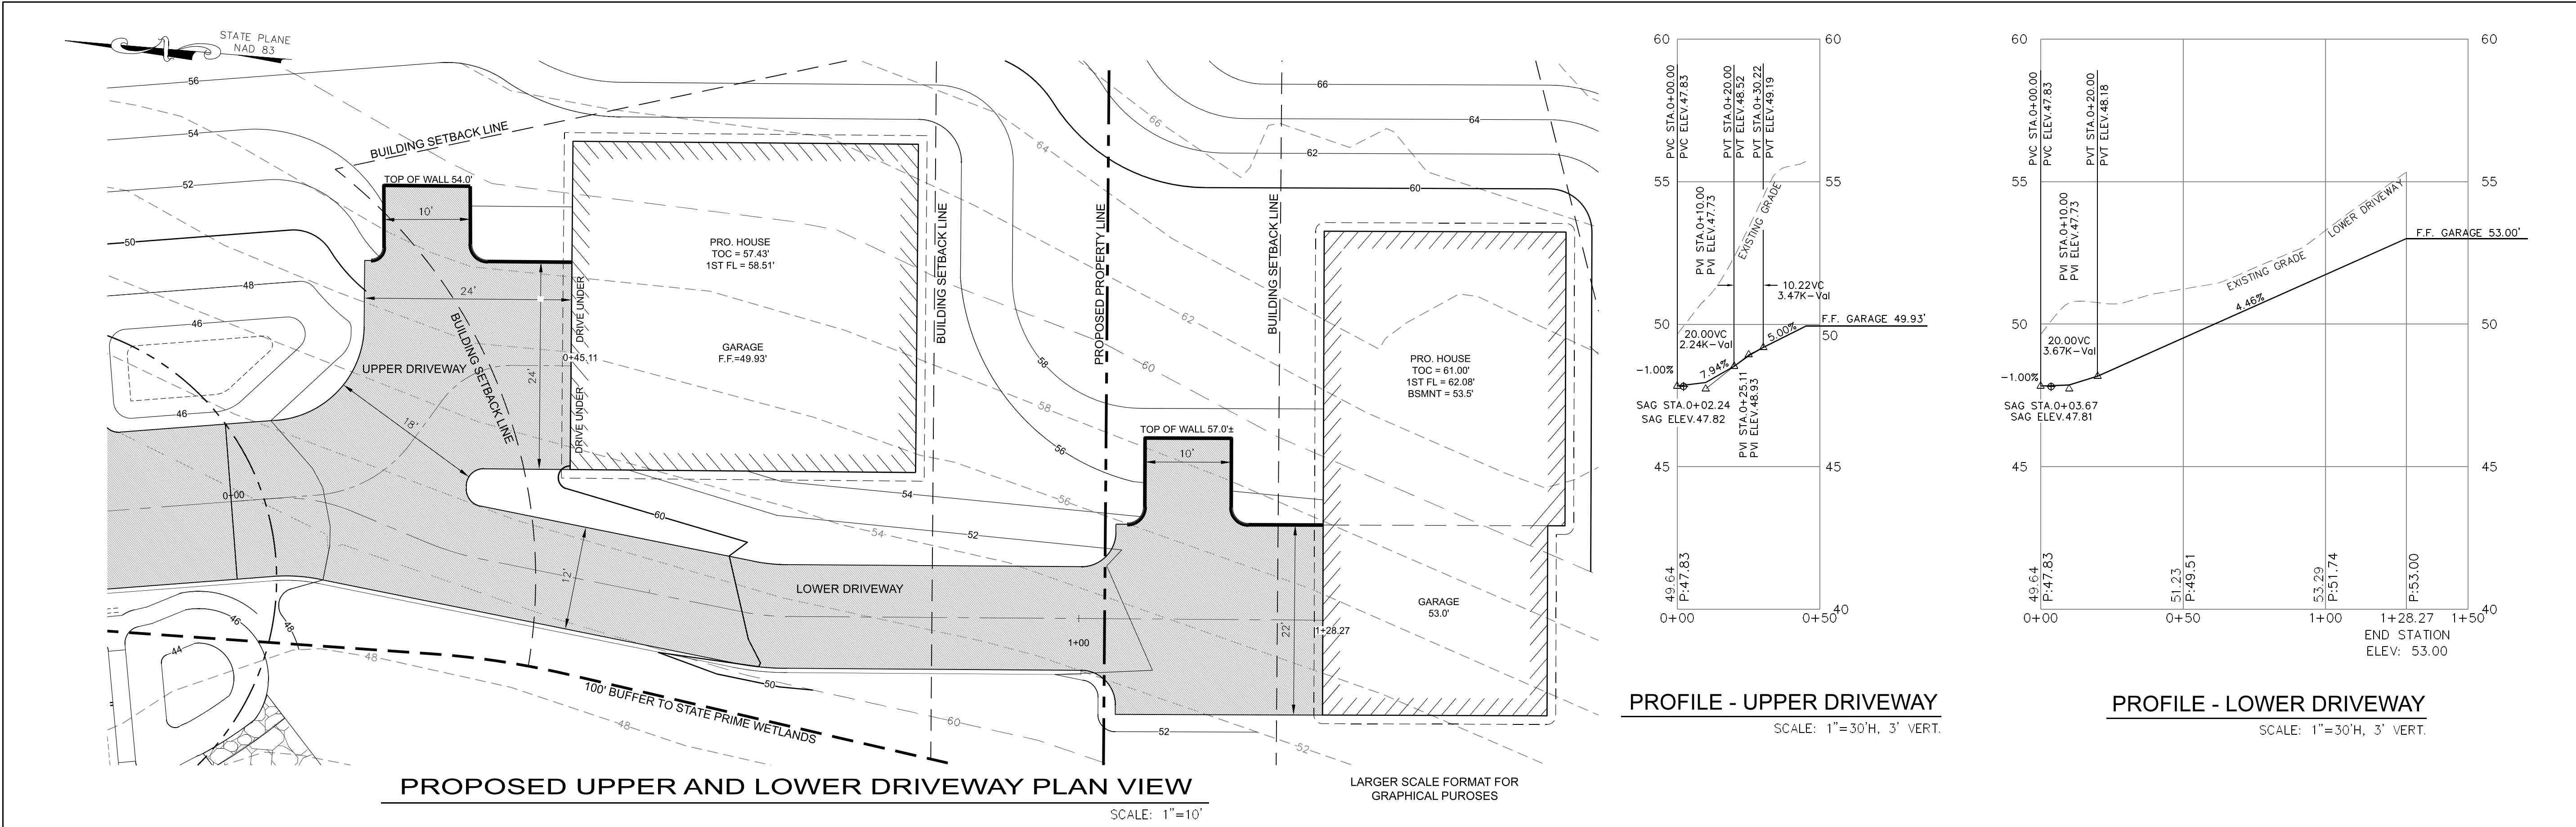 STATE PLANE
NAD 83
56
54
52
50
48
46
46
BUILDING SETBACK LINE
TOP OF WALL 54.0'
10'
24'
24'
18'
UPPER DRIVEWAY
BUILDING SETBACK LINE
DRIVE UNDER
0+45.11
DRIVE UNDER
PRO. HOUSE
TOC = 57.43'
1ST FL = 58.51'
GARAGE
F.F.=49.93'
0+00
12'
60
54
52
LOWER DRIVEWAY
46
48
44
48
48
50
60
100' BUFFER TO STATE PRIME WETLANDS
BUILDING SETBACK LINE
PROPOSED PROPERTY LINE
BUILDING SETBACK LINE
66
64
62
60
58
56
66
64
62
60
58
56
54
52
TOP OF WALL 57.0'±
10'
22'
1+00
1+28.27
52
PRO. HOUSE
TOC = 61.00'
1ST FL = 62.08'
BSMNT = 53.5'
GARAGE
53.0'
PROPOSED UPPER AND LOWER DRIVEWAY PLAN VIEW
SCALE: 1"=10'
LARGER SCALE FORMAT FOR
GRAPHICAL PUROSES
60
60
55
55
50
50
45
45
40
PVC STA.0+00.00
PVC ELEV.47.83
PVI STA.0+10.00
PVI ELEV.47.73
PVT STA.0+20.00
PVT ELEV.48.52
PVT STA.0+30.22
PVT ELEV.49.19
EXISTING GRADE
10.22VC
3.47K-Val
20.00VC
2.24K-Val
-1.00%
7.94%
5.00%
F.F. GARAGE 49.93'
SAG STA.0+02.24
SAG ELEV.47.82
PVI STA.0+25.11
PVI ELEV.48.93
49.64
P:47.83
0+00
0+50
PROFILE - UPPER DRIVEWAY
SCALE: 1"=30'H, 3' VERT.
60
60
55
55
50
50
45
45
40
PVC STA.0+00.00
PVC ELEV.47.83
PVI STA.0+10.00
PVI ELEV.47.73
PVT STA.0+20.00
PVT ELEV.48.18
20.00VC
3.67K-Val
-1.00%
EXISTING GRADE
LOWER DRIVEWAY
4.46%
F.F. GARAGE 53.00'
SAG STA.0+03.67
SAG ELEV.47.81
49.64
P:47.83
51.23
P:49.51
53.29
P:51.74
P:53.00
0+00
0+50
1+00
1+28.27
1+50
END STATION
ELEV: 53.00
PROFILE - LOWER DRIVEWAY
SCALE: 1"=30'H, 3' VERT.